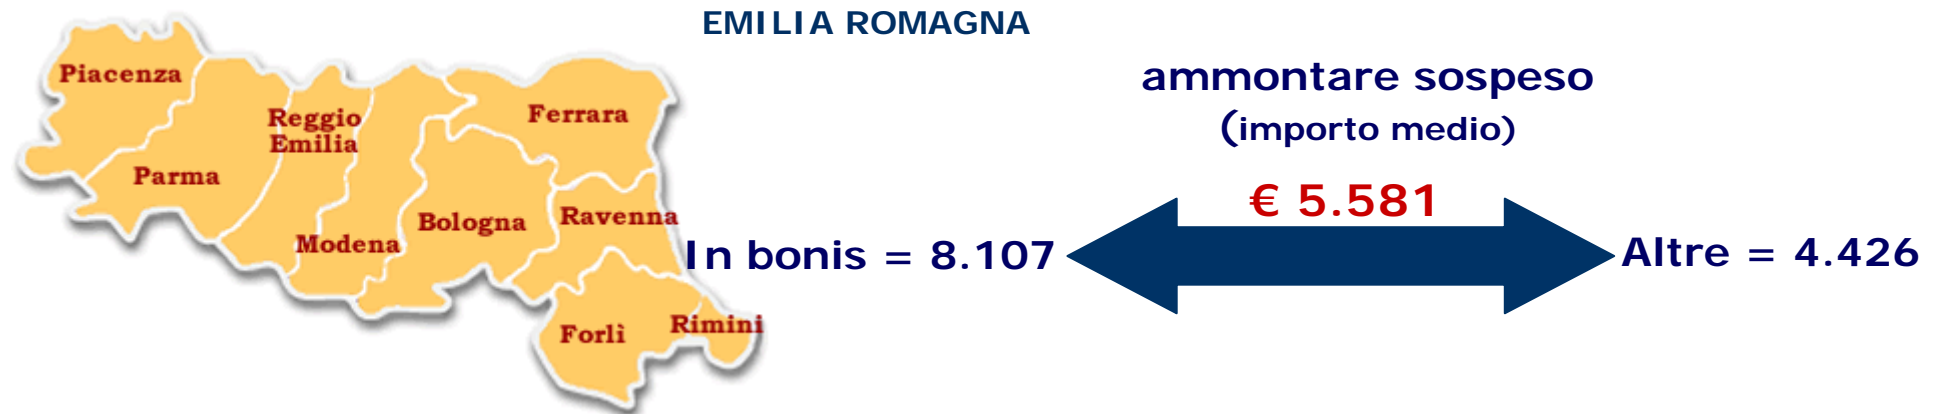 EMILIA ROMAGNA
Piacenza
Parma
Reggio
Emilia
Modena
Bologna
Ferrara
Ravenna
Forlì
Rimini
ammontare sospeso
(importo medio)
€ 5.581
In bonis = 8.107
Altre = 4.426